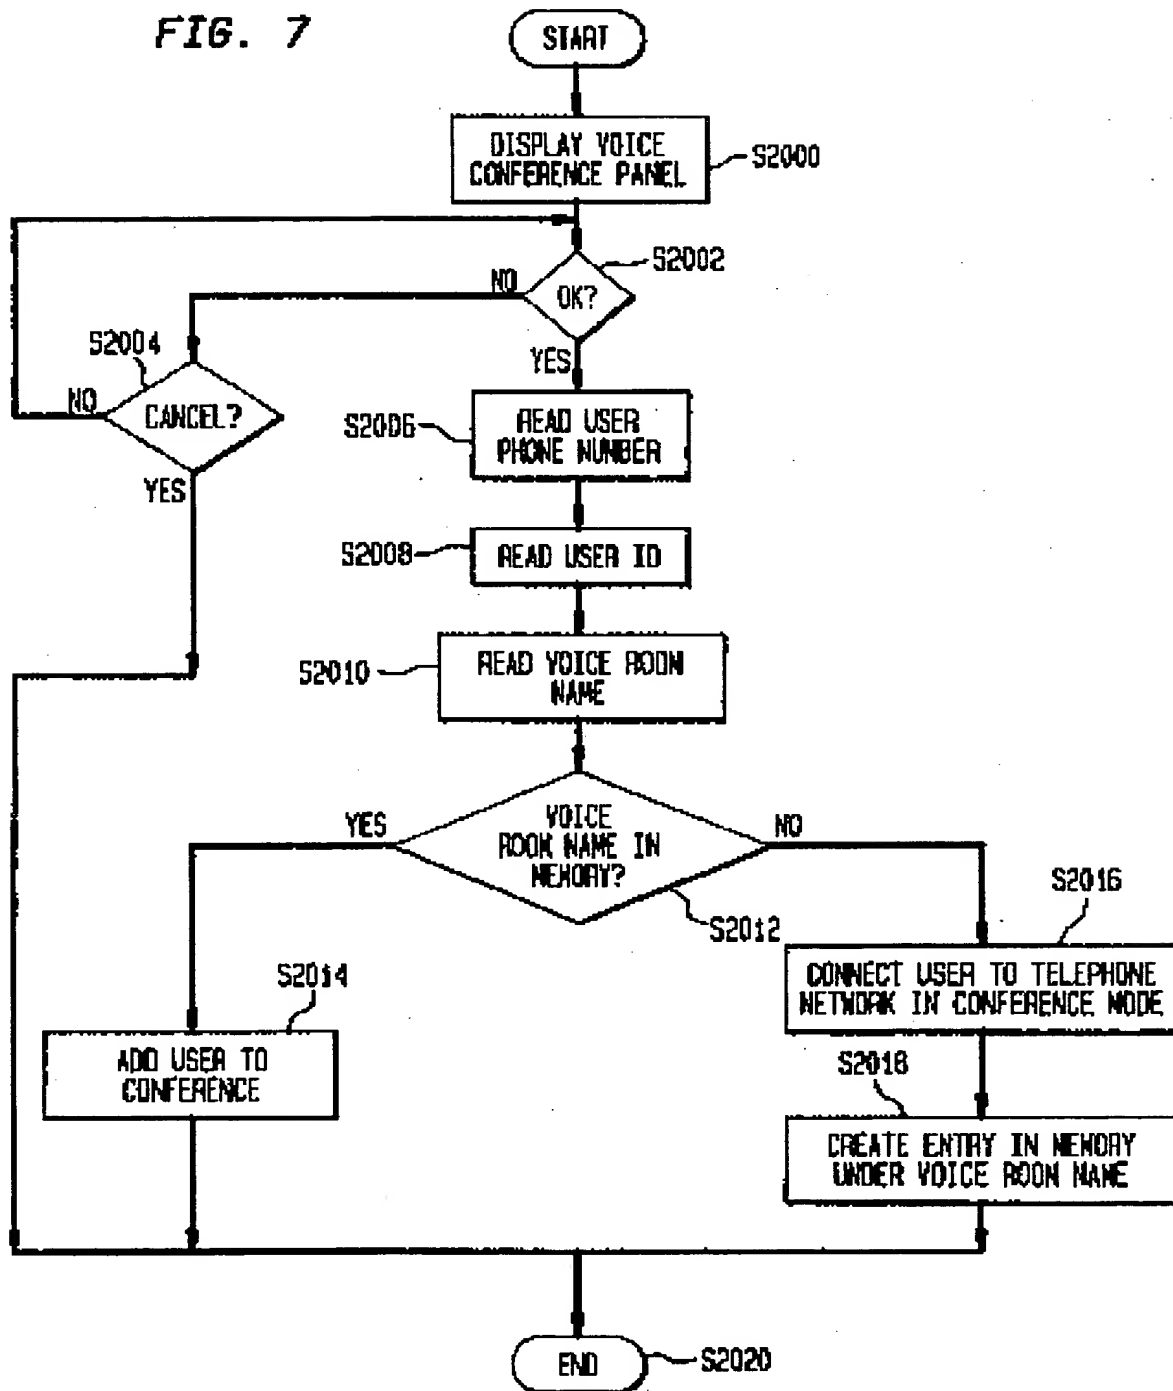 FIG. 7
START
DISPLAY VOICE
CONFERENCE PANEL
S2000
S2002
NO
OK?
S2004
YES
NO
CANCEL?
S2006
READ USER
PHONE NUMBER
YES
S2008
READ USER ID
S2010
READ VOICE ROOM
NAME
YES
VOICE
ROOM NAME IN
MEMORY?
NO
S2012
S2016
S2014
CONNECT USER TO TELEPHONE
NETWORK IN CONFERENCE MODE
ADD USER TO
CONFERENCE
S2018
CREATE ENTRY IN MEMORY
UNDER VOICE ROOM NAME
END
S2020